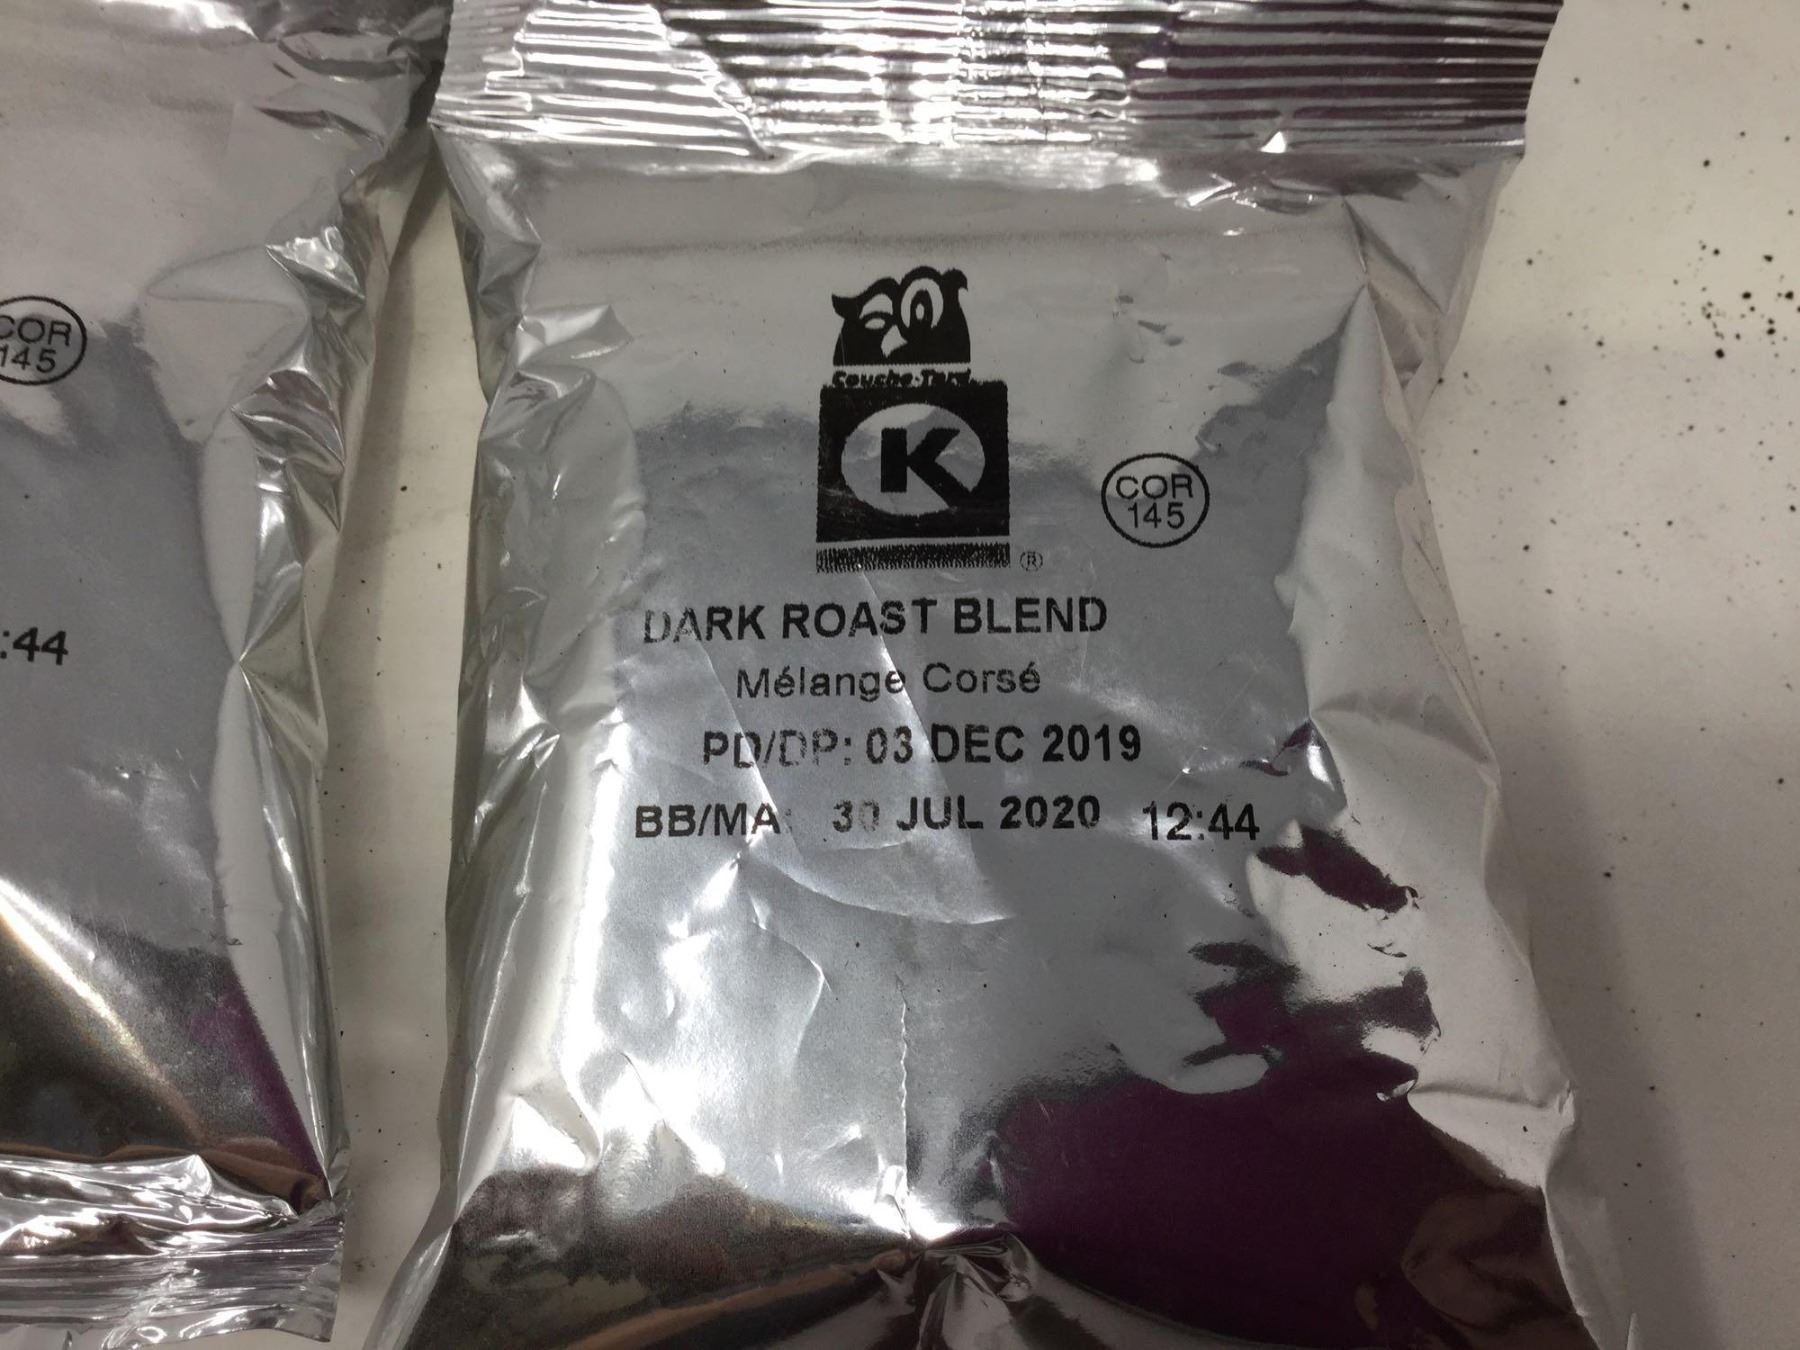 COR
145
:44
Couche-Tard
K
®
COR
145
DARK ROAST BLEND
Mélange Corsé
PD/DP: 03 DEC 2019
BB/MA: 30 JUL 2020 12:44